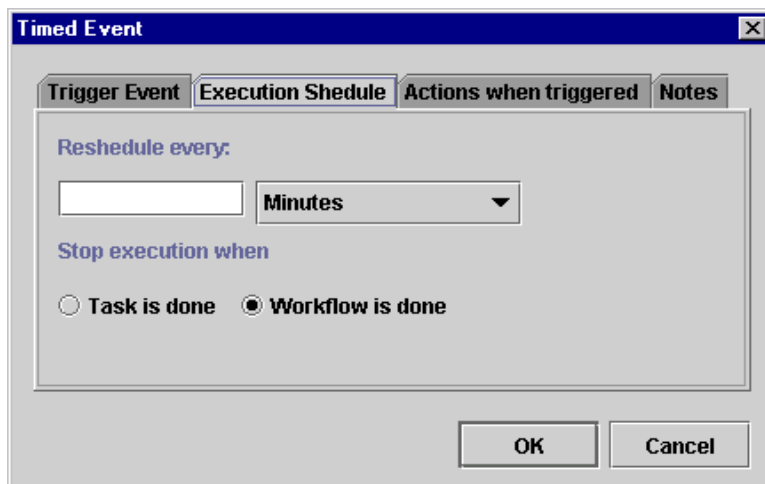 Timed Event
Trigger Event Execution Shedule Actions when triggered Notes
Reshedule every:
Minutes
Stop execution when
Task is done Workflow is done
OK Cancel